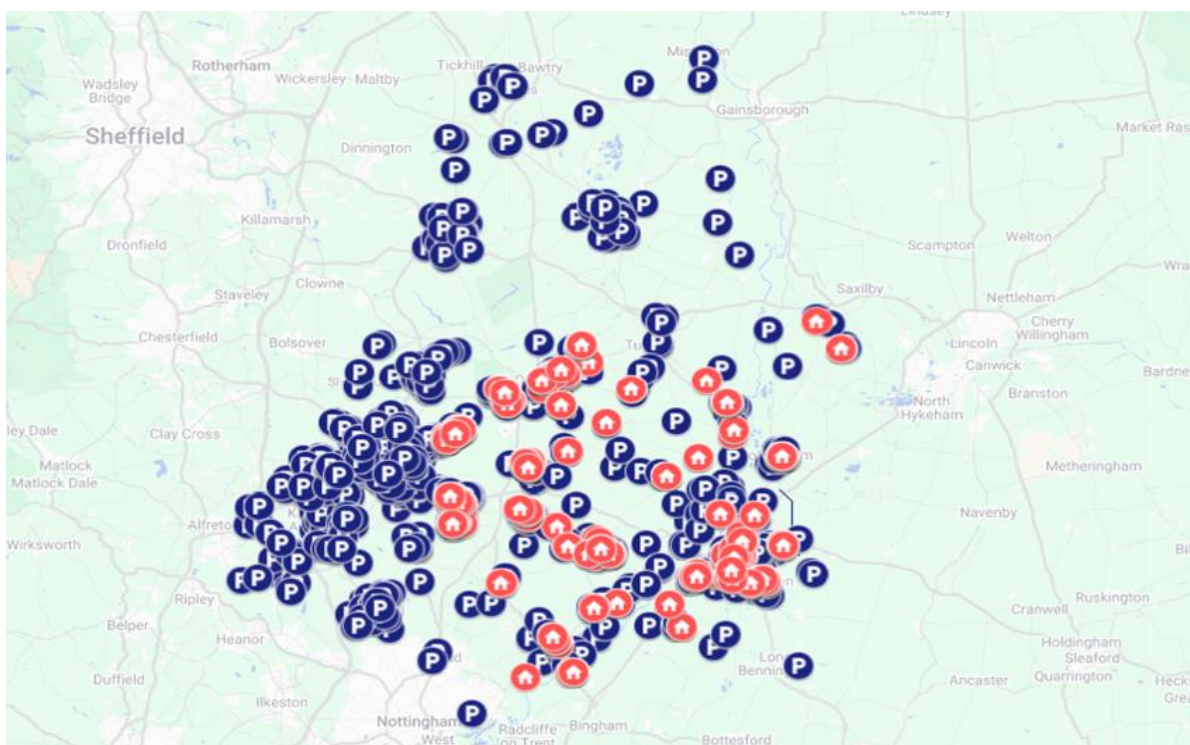 Lindsey
Rotherham
Wickersley
Maltby
Tickhill
Bawtry
Wadsley
Bridge
Sheffield
Gainsborough
Market Ras
Dinnington
Killamarsh
Dronfield
Scampton
Welton
Clowne
Staveley
Saxilby
Nettleham
Cherry
Willingham
Chesterfield
Bolsover
Lincoln
Canwick
Branston
North
Hykeham
ley Dale
Clay Cross
Matlock
Matlock Dale
Metheringham
Navenby
Alfreton
Wirksworth
Ripley
Cranwell
Ruskington
Belper
Heanor
Holdingham
Sleaford
Quarrington
Duffield
Long
Ancaster
Ilkeston
Nottingham
West
Radcliffe
on Trent
Bingham
Bottesford
P